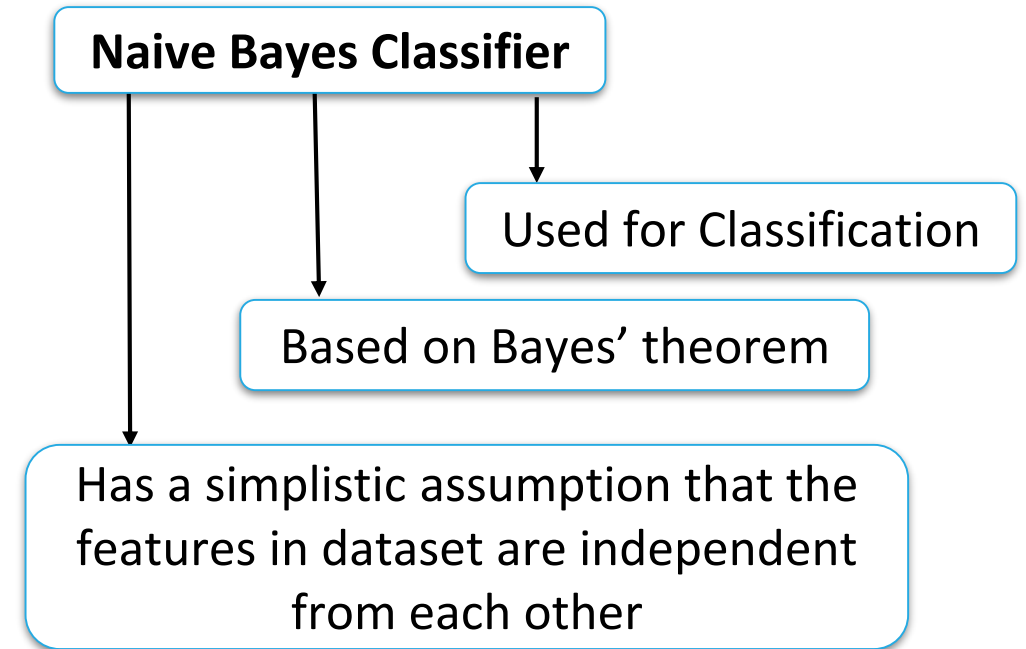 Naive Bayes Classifier
Used for Classification
Based on Bayes’ theorem
Has a simplistic assumption that the
features in dataset are independent
from each other